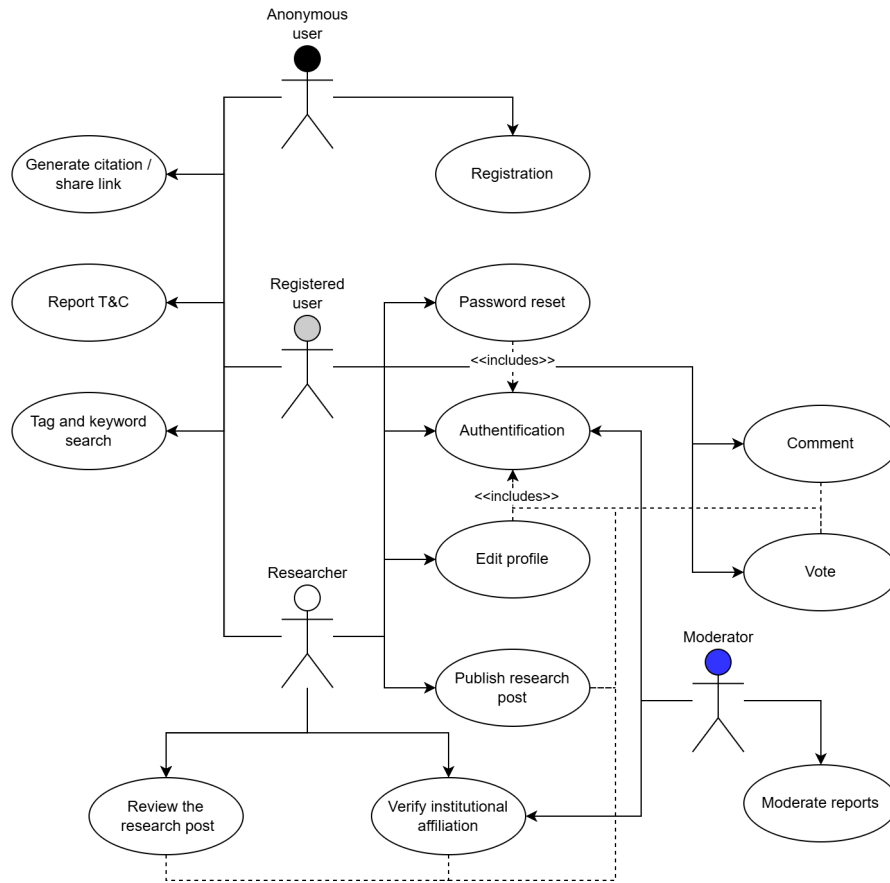 Anonymous
user
Generate citation /
share link
Registration
Registered
user
Report T&C
Password reset
<<includes>>
Tag and keyword
search
Authentification
Comment
<<includes>>
Researcher
Edit profile
Vote
Moderator
Publish research
post
Review the
research post
Verify institutional
affiliation
Moderate reports